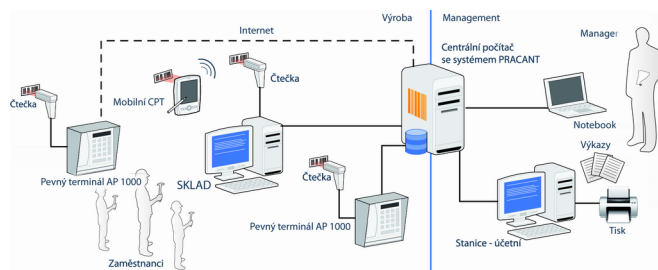 Výroba
Management
Internet
Centrální počítač
se systémem PRACANT
Manager
Čtečka
Mobilní CPT
Čtečka
Notebook
Pevný terminál AP 1000
SKLAD
Čtečka
Výkazy
Pevný terminál AP 1000
Tisk
Stanice - účetní
Zaměstnanci